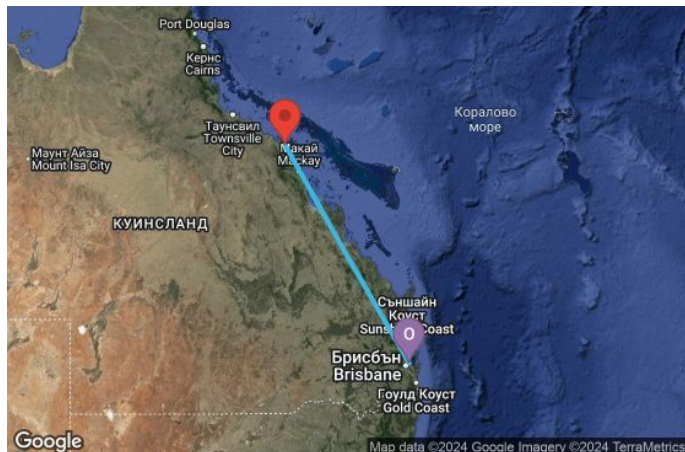 Port Douglas
Кернс
Cairns
Коралово
море
Таунсвил
Townsville
City
Макай
Mackay
Маунт Айза
Mount Isa City
КУИНСЛАНД
Съншайн
Коуст
Sunshine Coast
O
Брисбън
Brisbane
Гоулд Коуст
Gold Coast
Google
Map data ©2024 Google Imagery ©2024 TerraMetrics